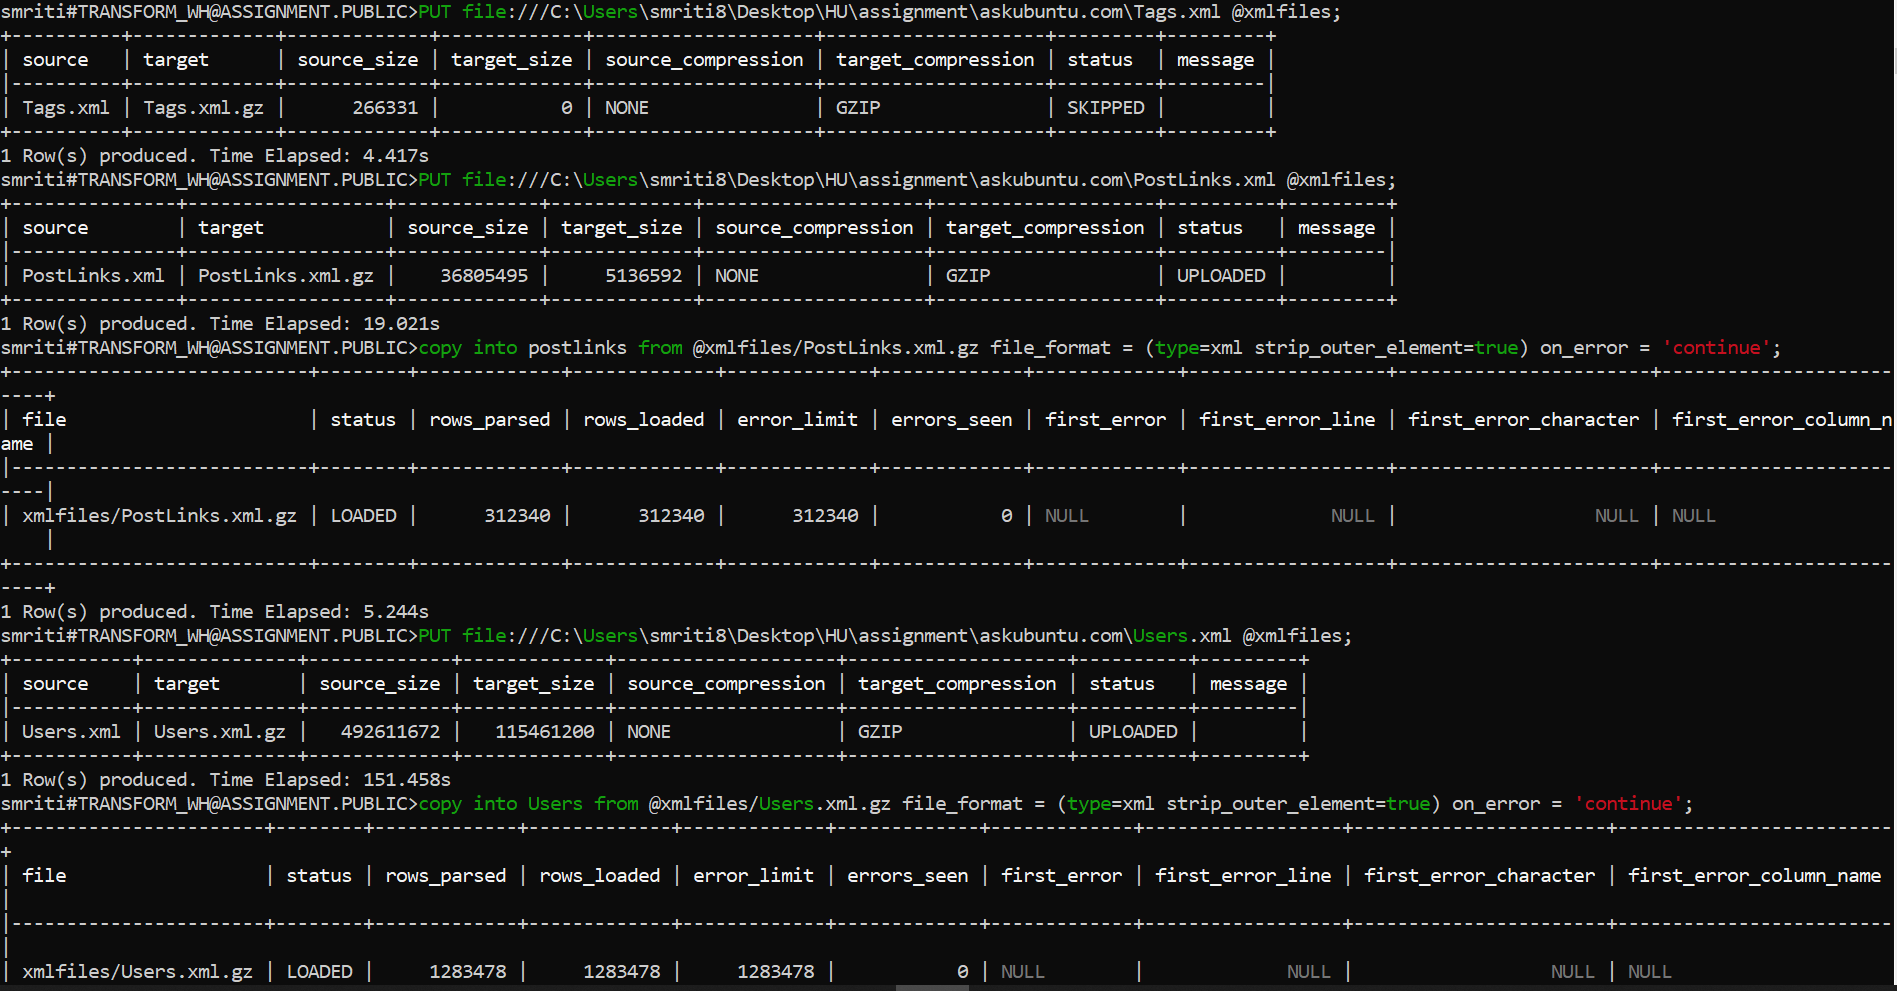 smriti#TRANSFORM_WH@ASSIGNMENT.PUBLIC>PUT file:///C:\Users\smriti8\Desktop\HU\assignment\askubuntu.com\Tags.xml @xmlfiles;
+----------+-------------+-------------+-------------+--------------------+--------------------+---------+---------+
| source   | target      | source_size | target_size | source_compression | target_compression | status  | message |
|----------+-------------+-------------+-------------+--------------------+--------------------+---------+---------|
| Tags.xml | Tags.xml.gz |      266331 |           0 | NONE               | GZIP               | SKIPPED |         |
+----------+-------------+-------------+-------------+--------------------+--------------------+---------+---------+
1 Row(s) produced. Time Elapsed: 4.417s
smriti#TRANSFORM_WH@ASSIGNMENT.PUBLIC>PUT file:///C:\Users\smriti8\Desktop\HU\assignment\askubuntu.com\PostLinks.xml @xmlfiles;
+---------------+------------------+-------------+-------------+--------------------+--------------------+----------+---------+
| source        | target           | source_size | target_size | source_compression | target_compression | status   | message |
|---------------+------------------+-------------+-------------+--------------------+--------------------+----------+---------|
| PostLinks.xml | PostLinks.xml.gz |    36805495 |     5136592 | NONE               | GZIP               | UPLOADED |         |
+---------------+------------------+-------------+-------------+--------------------+--------------------+----------+---------+
1 Row(s) produced. Time Elapsed: 19.021s
smriti#TRANSFORM_WH@ASSIGNMENT.PUBLIC>copy into postlinks from @xmlfiles/PostLinks.xml.gz file_format = (type=xml strip_outer_element=true) on_error = 'continue';
+---------------------------+--------+-------------+-------------+-------------+-------------+-------------+------------------+-----------------------+---------------------
----+
| file                      | status | rows_parsed | rows_loaded | error_limit | errors_seen | first_error | first_error_line | first_error_character | first_error_column_n
ame |
|---------------------------+--------+-------------+-------------+-------------+-------------+-------------+------------------+-----------------------+---------------------
----|
| xmlfiles/PostLinks.xml.gz | LOADED |      312340 |      312340 |      312340 |           0 | NULL        |             NULL |                  NULL | NULL
    |
+---------------------------+--------+-------------+-------------+-------------+-------------+-------------+------------------+-----------------------+---------------------
----+
1 Row(s) produced. Time Elapsed: 5.244s
smriti#TRANSFORM_WH@ASSIGNMENT.PUBLIC>PUT file:///C:\Users\smriti8\Desktop\HU\assignment\askubuntu.com\Users.xml @xmlfiles;
+-----------+--------------+-------------+-------------+--------------------+--------------------+----------+---------+
| source    | target       | source_size | target_size | source_compression | target_compression | status   | message |
|-----------+--------------+-------------+-------------+--------------------+--------------------+----------+---------|
| Users.xml | Users.xml.gz |   492611672 |   115461200 | NONE               | GZIP               | UPLOADED |         |
+-----------+--------------+-------------+-------------+--------------------+--------------------+----------+---------+
1 Row(s) produced. Time Elapsed: 151.458s
smriti#TRANSFORM_WH@ASSIGNMENT.PUBLIC>copy into Users from @xmlfiles/Users.xml.gz file_format = (type=xml strip_outer_element=true) on_error = 'continue';
+-----------------------+--------+-------------+-------------+-------------+-------------+-------------+------------------+-----------------------+-------------------------
+
| file                  | status | rows_parsed | rows_loaded | error_limit | errors_seen | first_error | first_error_line | first_error_character | first_error_column_name
|
|-----------------------+--------+-------------+-------------+-------------+-------------+-------------+------------------+-----------------------+-------------------------
|
| xmlfiles/Users.xml.gz | LOADED |     1283478 |     1283478 |     1283478 |           0 | NULL        |             NULL |                  NULL | NULL